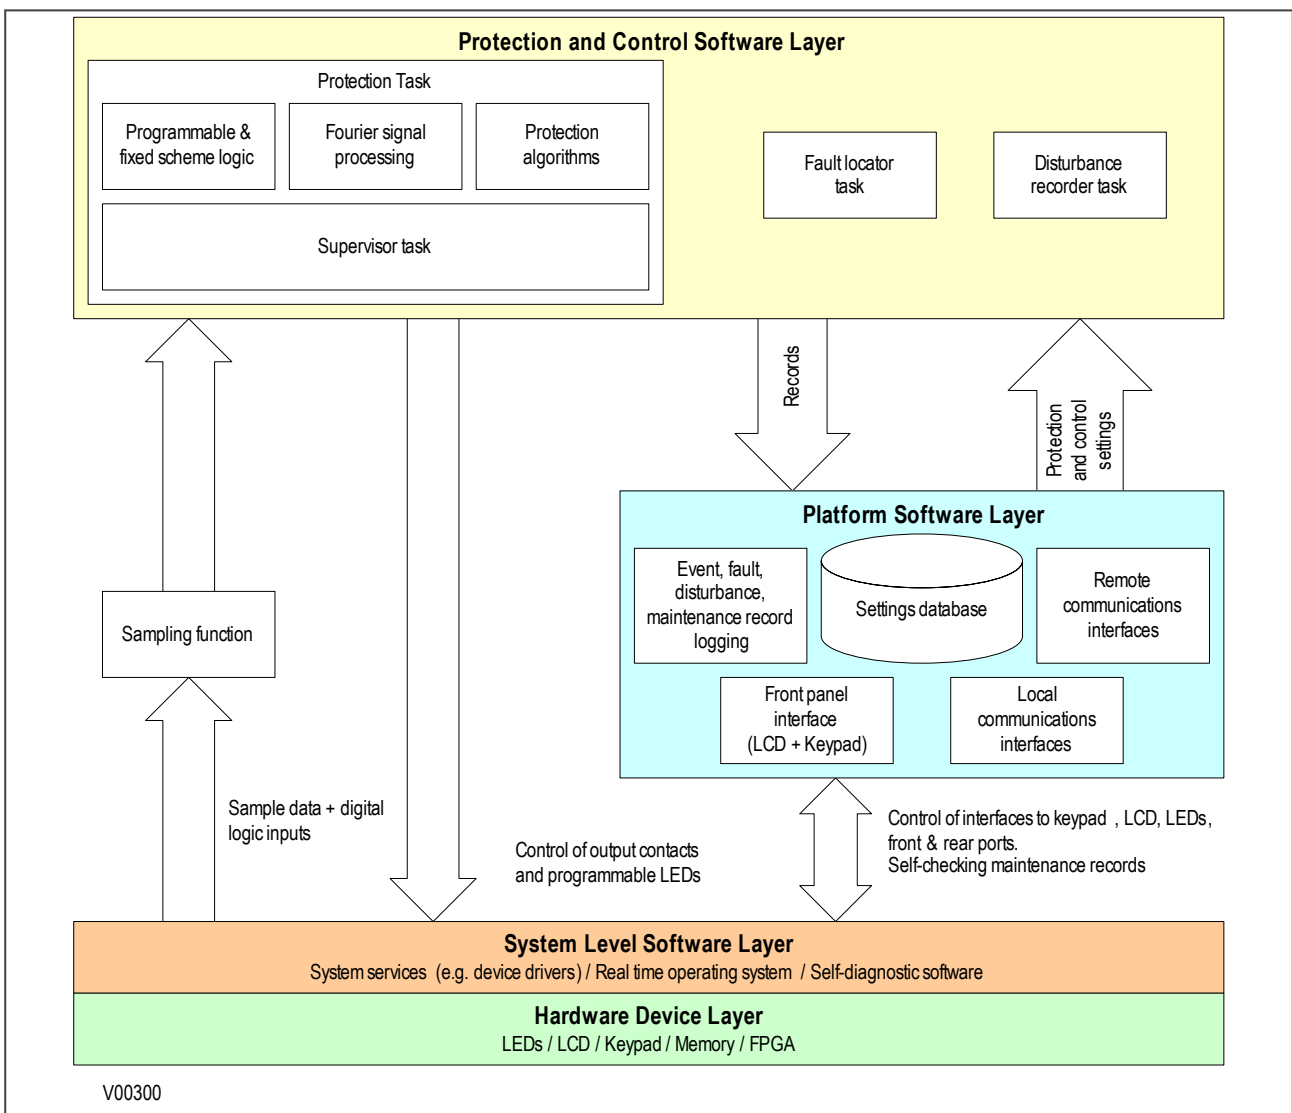 Protection and Control Software Layer
Protection Task
Programmable &
fixed scheme logic
Fourier signal
processing
Protection
algorithms
Supervisor task
Fault locator
task
Disturbance
recorder task
Records
Protection
and control
settings
Platform Software Layer
Event, fault,
disturbance,
maintenance record
logging
Settings database
Remote
communications
interfaces
Front panel
interface
(LCD + Keypad)
Local
communications
interfaces
Sampling function
Sample data + digital
logic inputs
Control of output contacts
and programmable LEDs
Control of interfaces to keypad , LCD, LEDs,
front & rear ports.
Self-checking maintenance records
System Level Software Layer
System services (e.g. device drivers) / Real time operating system / Self-diagnostic software
Hardware Device Layer
LEDs / LCD / Keypad / Memory / FPGA
V00300